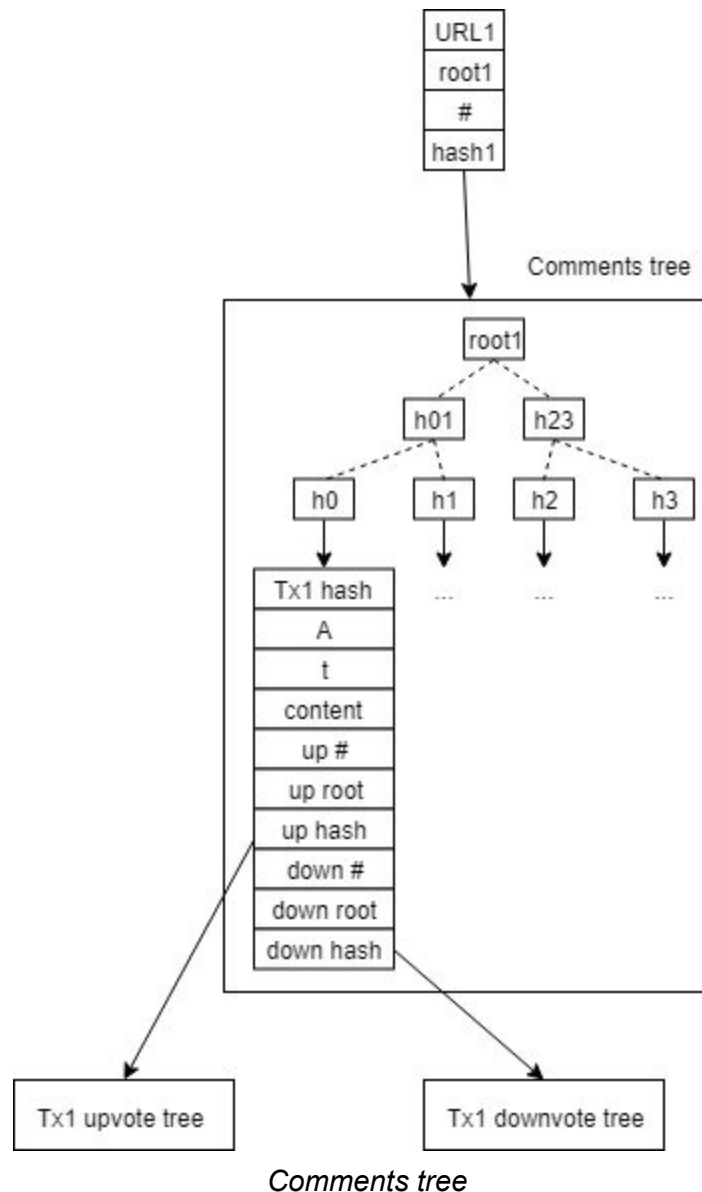 URL1
root1
#
hash1
Comments tree
root1
h01 h23
h0 h1 h2 h3
Tx1 hash ... ... ...
A
t
content
up #
up root
up hash
down #
down root
down hash
Tx1 upvote tree Tx1 downvote tree
Comments tree